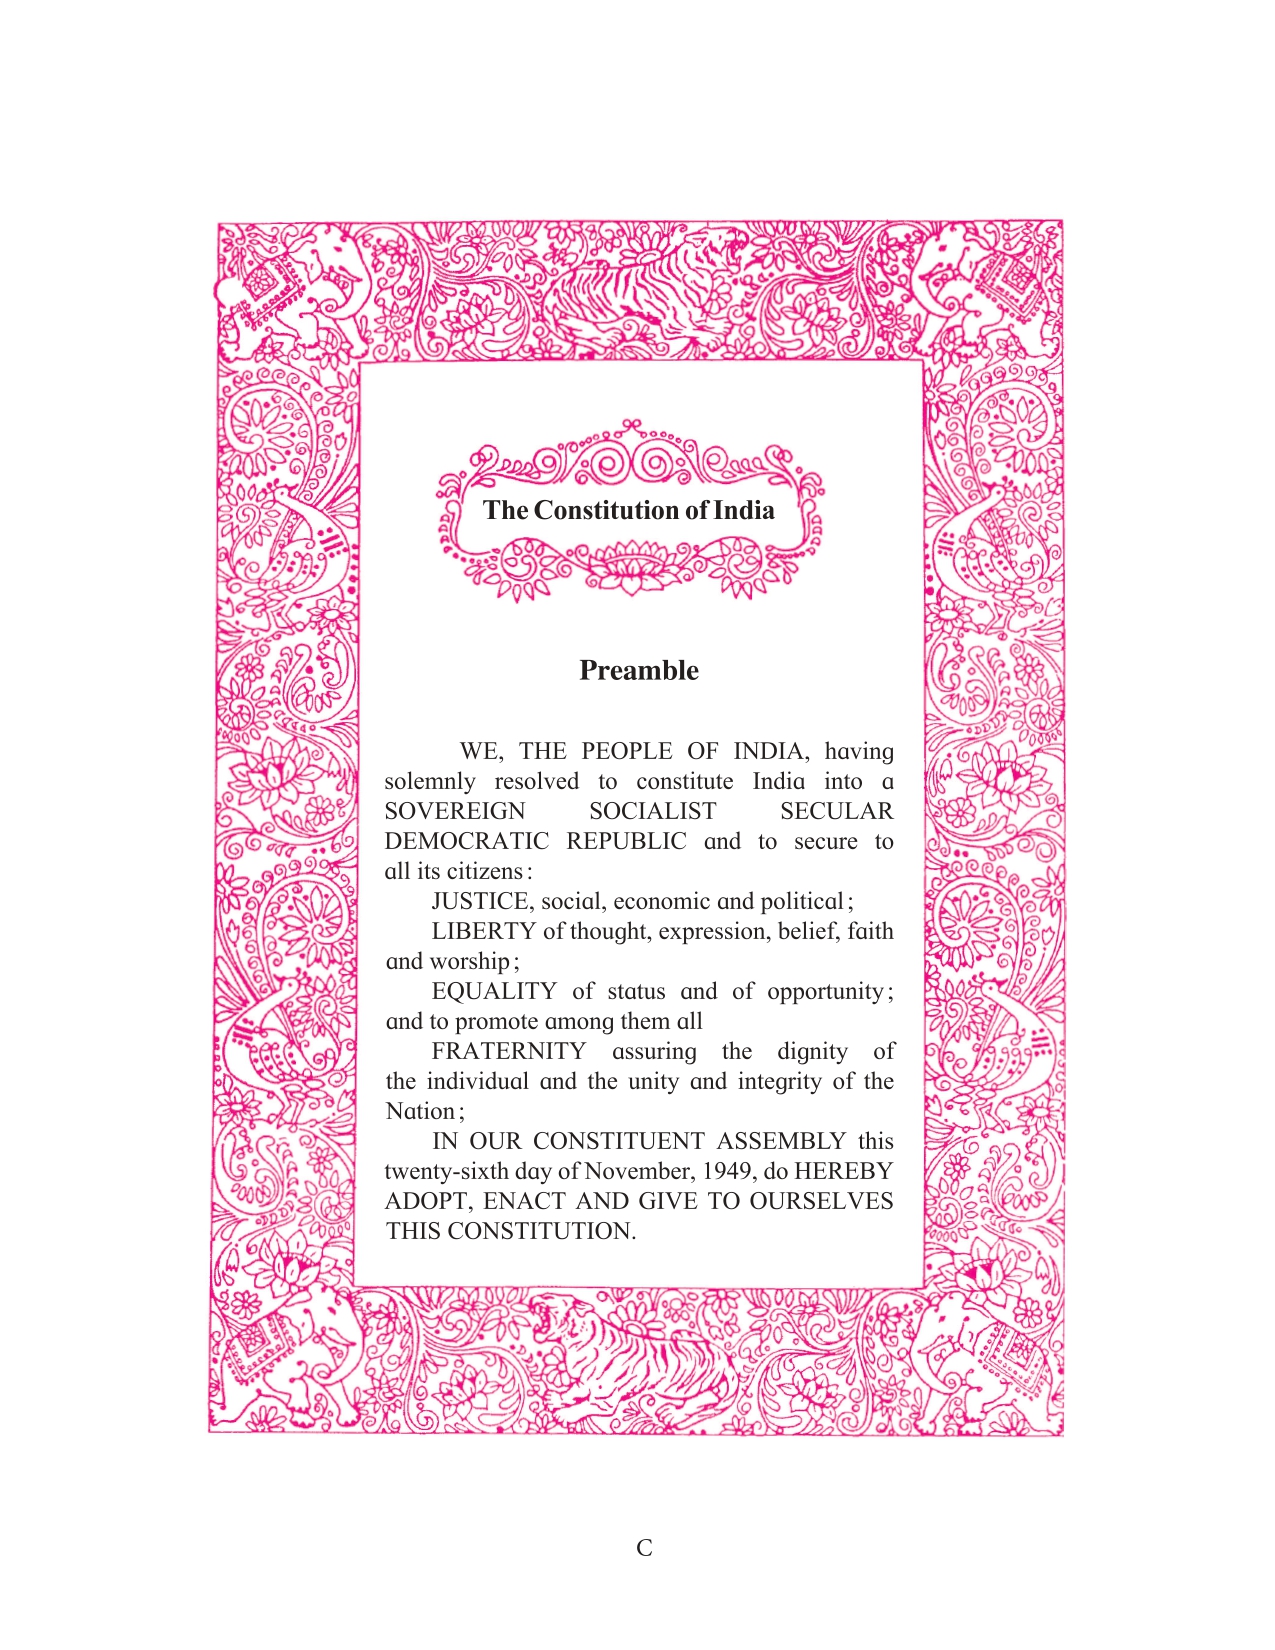 The Constitution of India
Preamble
WE, THE PEOPLE OF INDIA, having
solemnly resolved to constitute India into a
SOVEREIGN SOCIALIST SECULAR
DEMOCRATIC REPUBLIC and to secure to
all its citizens:
JUSTICE, social, economic and political;
LIBERTY of thought, expression, belief, faith
and worship;
EQUALITY of status and of opportunity;
and to promote among them all
FRATERNITY assuring the dignity of
the individual and the unity and integrity of the
Nation;
IN OUR CONSTITUENT ASSEMBLY this
twenty-sixth day of November, 1949, do HEREBY
ADOPT, ENACT AND GIVE TO OURSELVES
THIS CONSTITUTION.
C